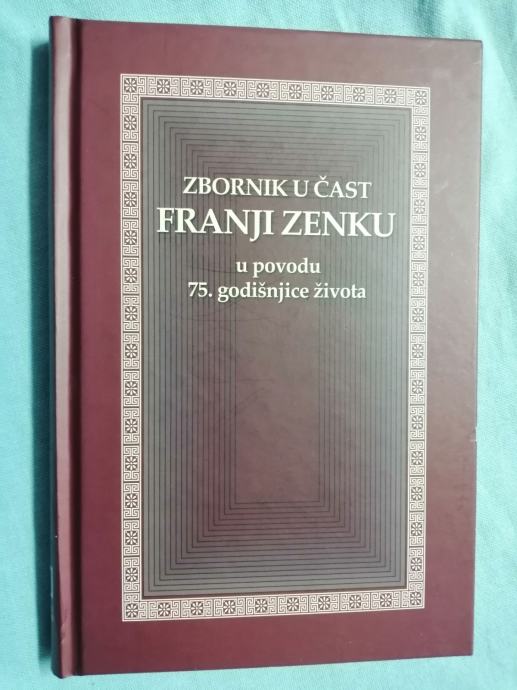 ZBORNIK U ČAST
FRANJI ZENKU
u povodu
75. godišnjice života